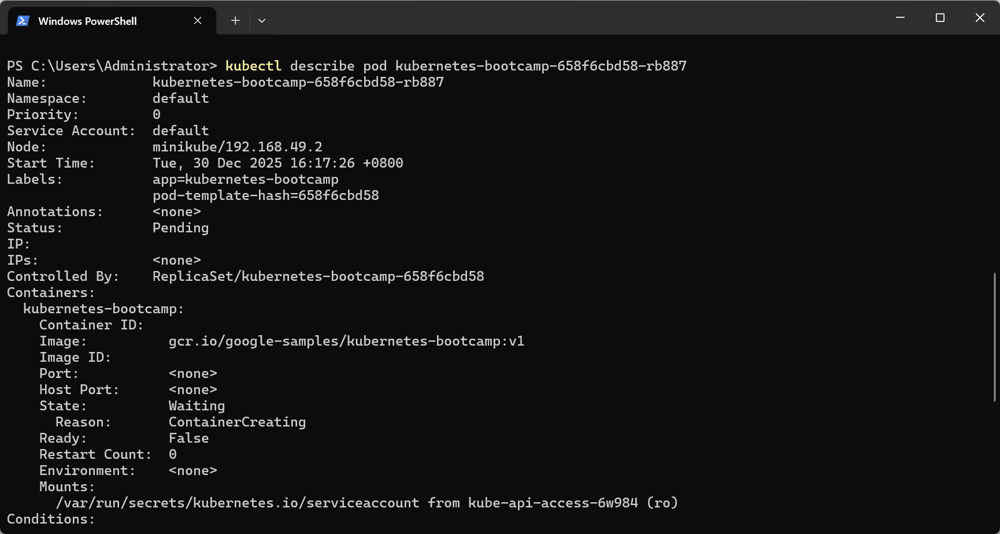 Windows PowerShell
PS C:\Users\Administrator> kubectl describe pod kubernetes-bootcamp-658f6cbd58-rb887
Name:             kubernetes-bootcamp-658f6cbd58-rb887
Namespace:        default
Priority:         0
Service Account:  default
Node:             minikube/192.168.49.2
Start Time:       Tue, 30 Dec 2025 16:17:26 +0800
Labels:           app=kubernetes-bootcamp
                  pod-template-hash=658f6cbd58
Annotations:      <none>
Status:           Pending
IP:
IPs:              <none>
Controlled By:    ReplicaSet/kubernetes-bootcamp-658f6cbd58
Containers:
  kubernetes-bootcamp:
    Container ID:
    Image:          gcr.io/google-samples/kubernetes-bootcamp:v1
    Image ID:
    Port:           <none>
    Host Port:      <none>
    State:          Waiting
      Reason:       ContainerCreating
    Ready:          False
    Restart Count:  0
    Environment:    <none>
    Mounts:
      /var/run/secrets/kubernetes.io/serviceaccount from kube-api-access-6w984 (ro)
Conditions: